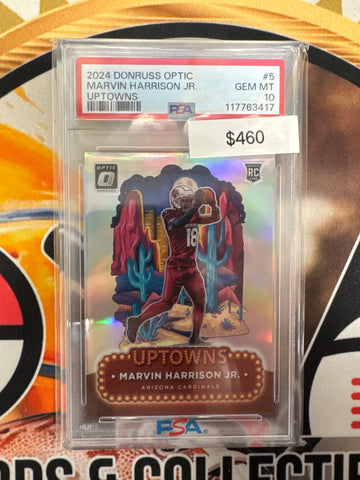 2024 DONRUSS OPTIC #5
MARVIN HARRISON JR. GEM MT
UPTOWNS 10
PSA 117763417
$460
OPTIC
RC
18
UPTOWNS
• MARVIN HARRISON JR. •
ARIZONA CARDINALS
PSA
& COLLECTI